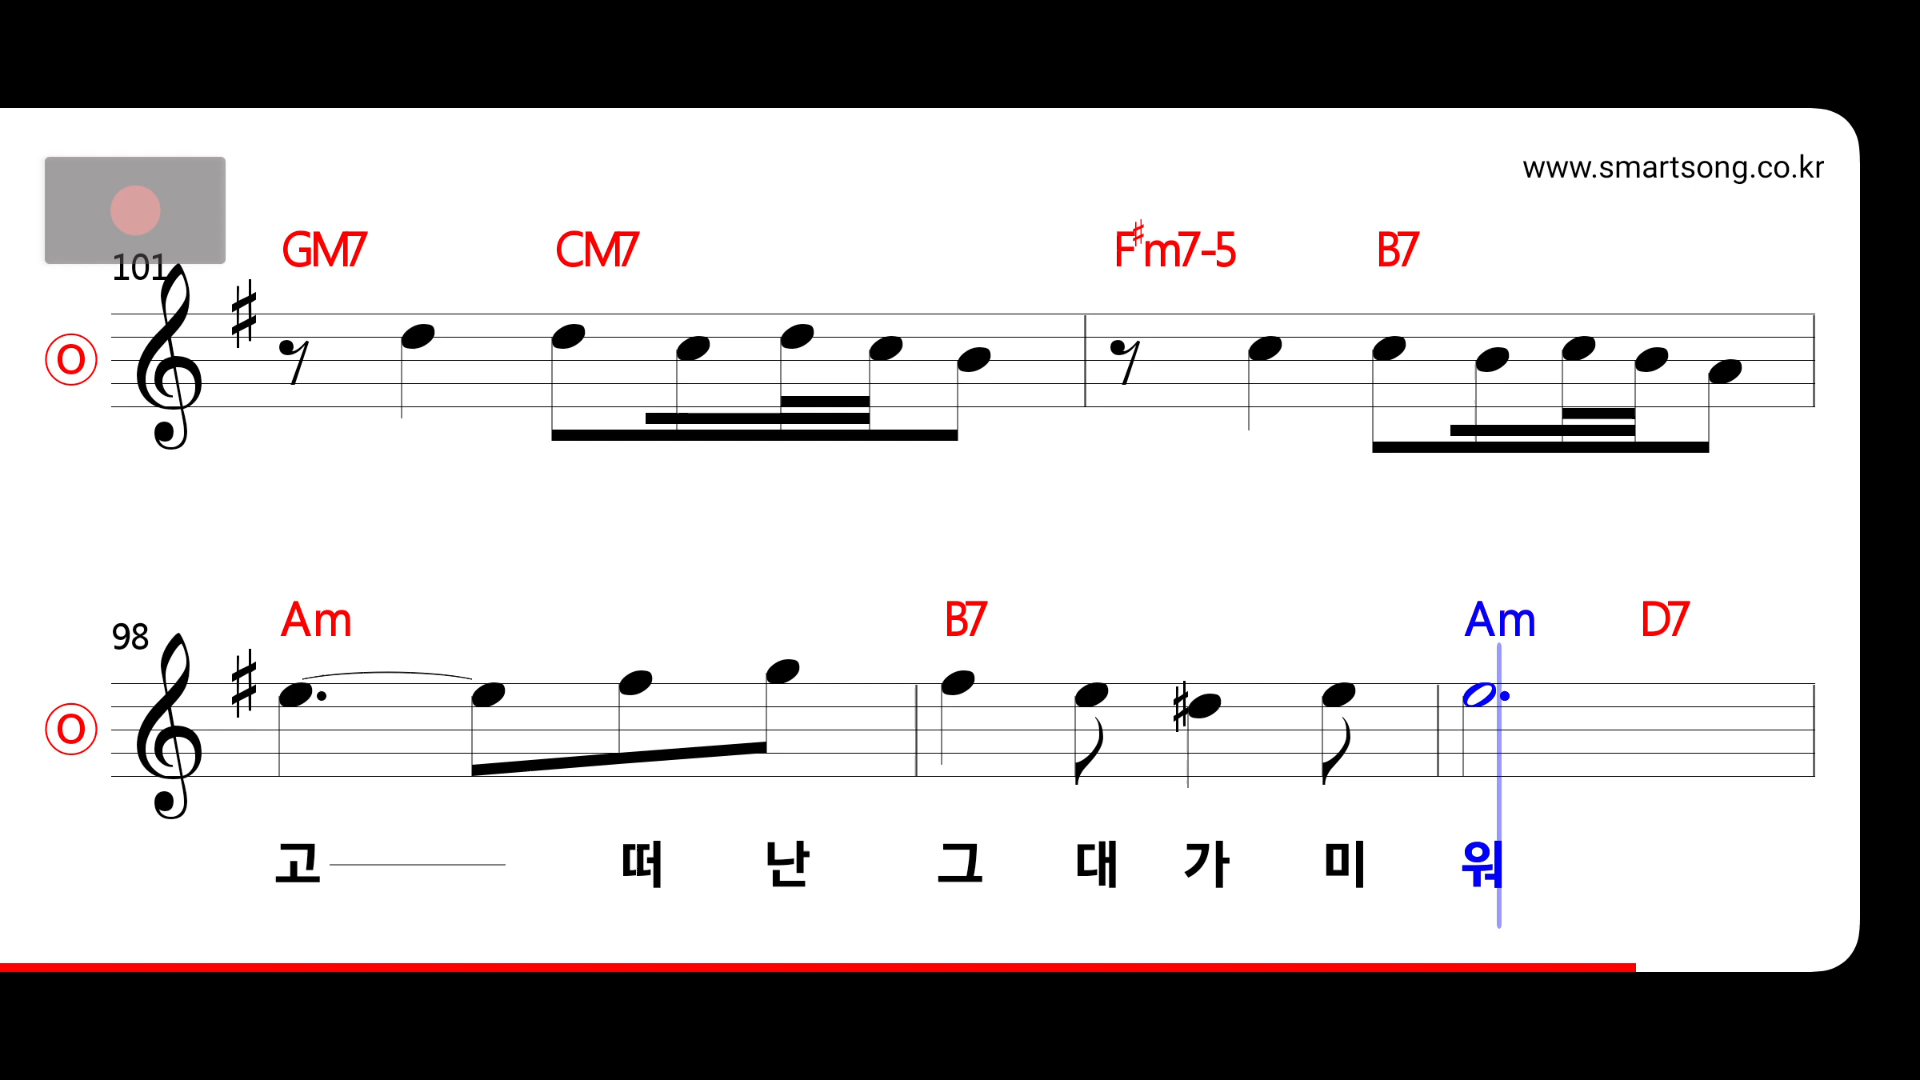 www.smartsong.co.kr
GM7 CM7 F♯m7-5 B7
101
O
Am B7 Am D7
98
O
고 떠 난 그 대 가 미 워